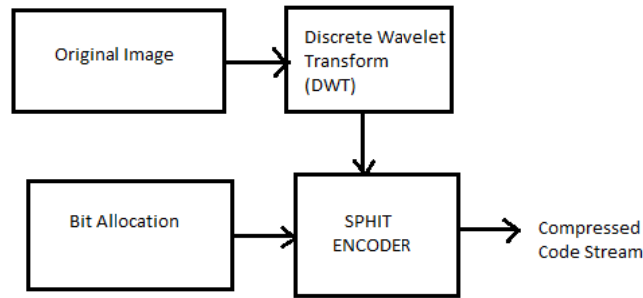 Original Image
Discrete Wavelet
Transform
(DWT)
Bit Allocation
SPHIT
ENCODER
Compressed
Code Stream